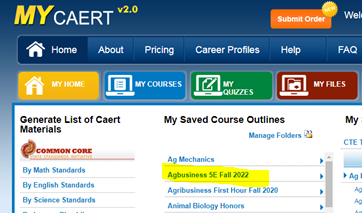 MYCAERT v2.0
NEW
Submit Order
Welc
Home About Pricing Career Profiles Help FAQ
MY HOME MY COURSES MY QUIZZES MY FILES
Generate List of Caert Materials
COMMON CORE
STATE STANDARDS INITIATIVE
By Math Standards
By English Standards
By Science Standards
My Saved Course Outlines
Manage Folders
Ag Mechanics
Agbusiness 5E Fall 2022
Agribusiness First Hour Fall 2020
Animal Biology Honors
My
CTE T
Ag